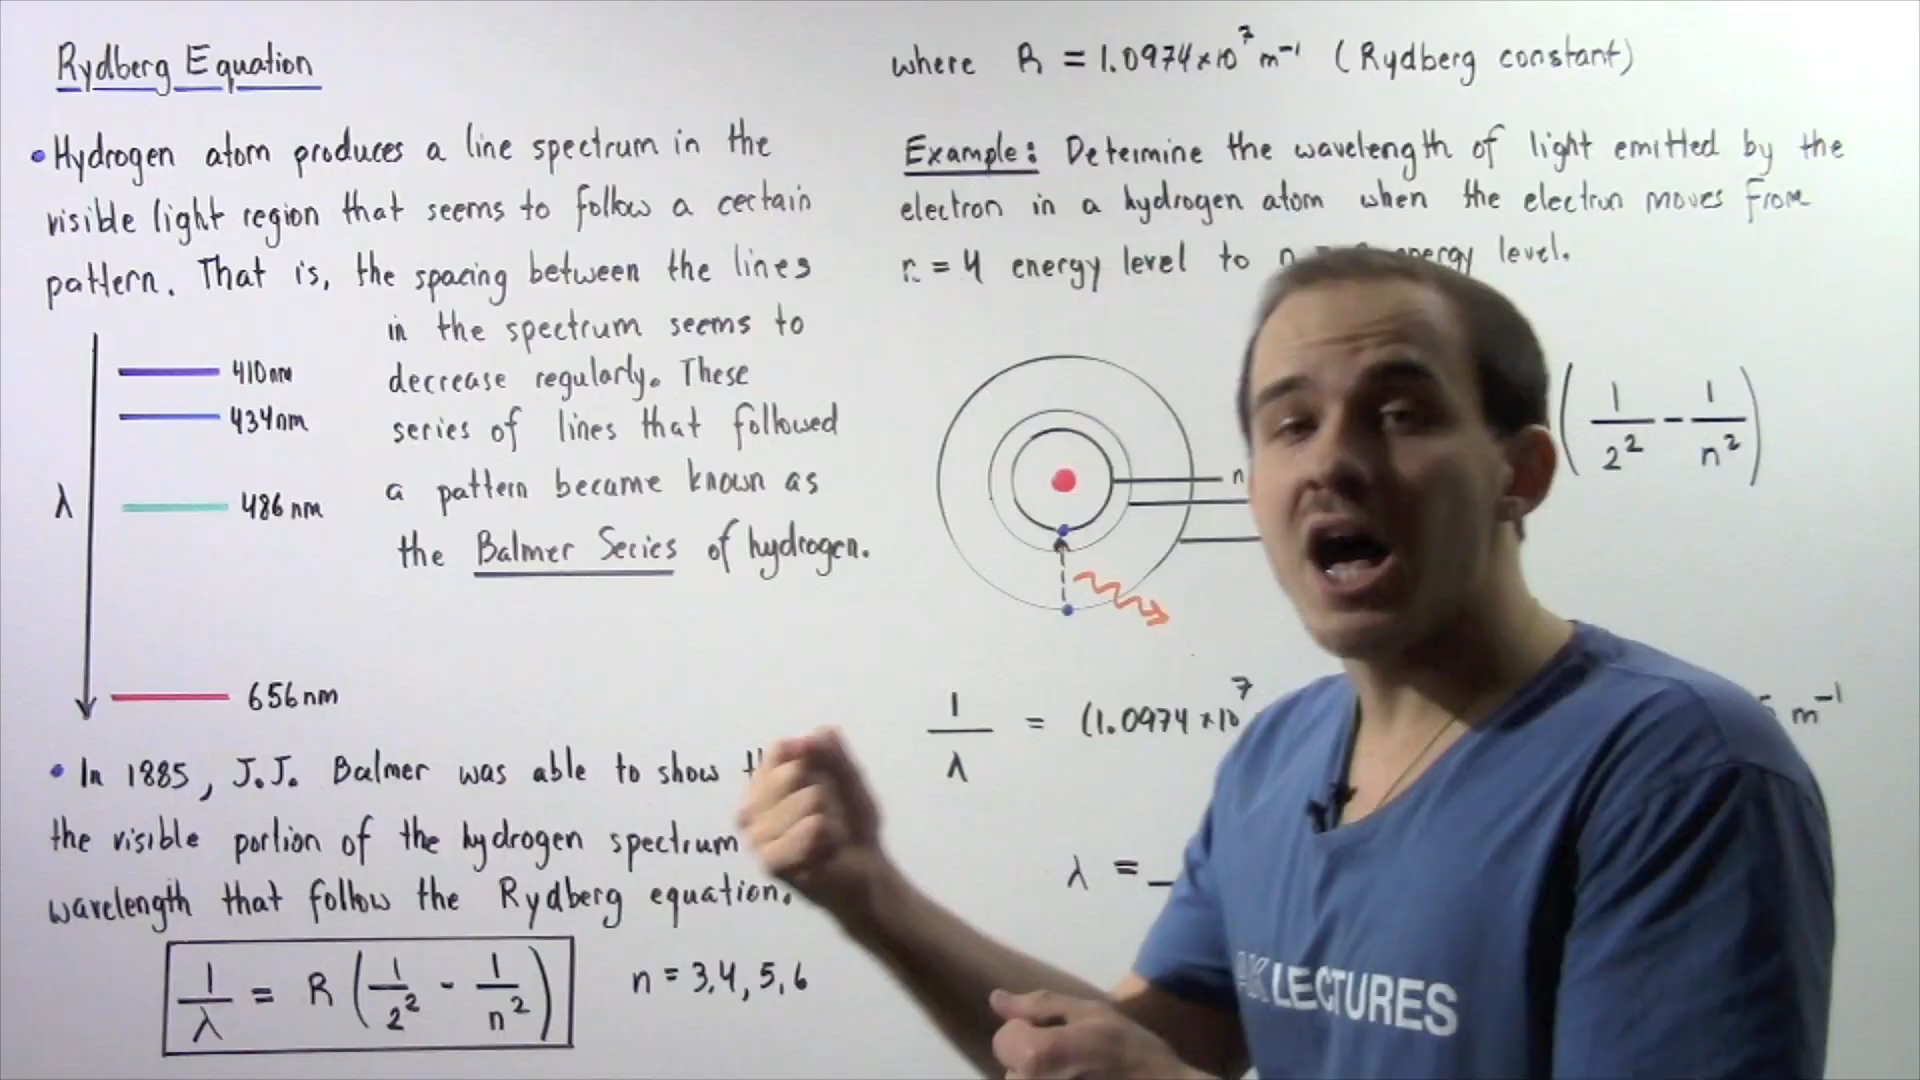 Rydberg Equation
• Hydrogen atom produces a line spectrum in the
visible light region that seems to follow a certain
pattern. That is, the spacing between the lines
in the spectrum seems to
decrease regularly. These
series of lines that followed
a pattern became known as
the Balmer Series of hydrogen.
λ
410nm
434nm
486nm
656nm
• In 1885, J.J. Balmer was able to show
the visible portion of the hydrogen spectrum
wavelength that follow the Rydberg equation.
1/λ = R (1/2² - 1/n²) n = 3,4,5,6
where R = 1.0974×10⁷ m⁻¹ (Rydberg constant)
Example: Determine the wavelength of light emitted by the
electron in a hydrogen atom when the electron moves from
n = 4 energy level to n energy level.
n
(1/2² - 1/n²)
1/λ = (1.0974×10⁷ m⁻¹
λ =
LECTURES